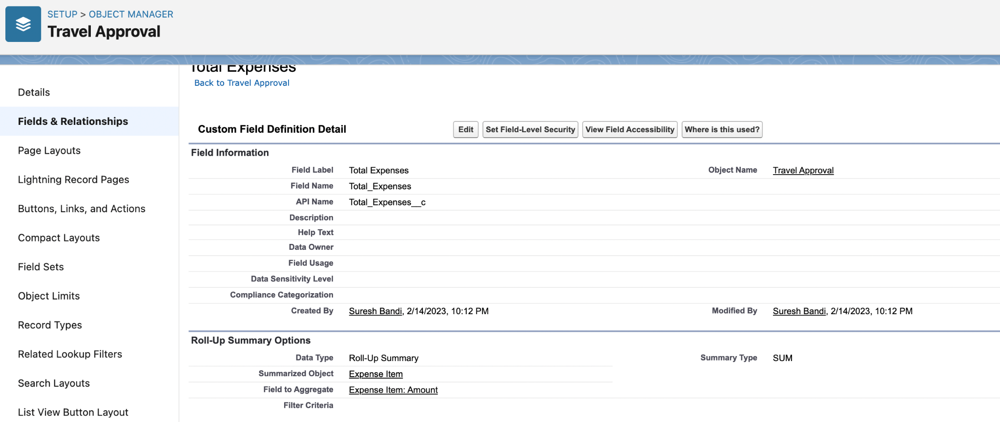 SETUP > OBJECT MANAGER
Travel Approval
Total Expenses
Back to Travel Approval
Details
Fields & Relationships
Page Layouts
Lightning Record Pages
Buttons, Links, and Actions
Compact Layouts
Field Sets
Object Limits
Record Types
Related Lookup Filters
Search Layouts
List View Button Layout
Custom Field Definition Detail
Edit
Set Field-Level Security
View Field Accessibility
Where is this used?
Field Information
Field Label Total Expenses Object Name Travel Approval
Field Name Total_Expenses
API Name Total_Expenses__c
Description
Help Text
Data Owner
Field Usage
Data Sensitivity Level
Compliance Categorization
Created By Suresh Bandi, 2/14/2023, 10:12 PM Modified By Suresh Bandi, 2/14/2023, 10:12 PM
Roll-Up Summary Options
Data Type Roll-Up Summary Summary Type SUM
Summarized Object Expense Item
Field to Aggregate Expense Item: Amount
Filter Criteria